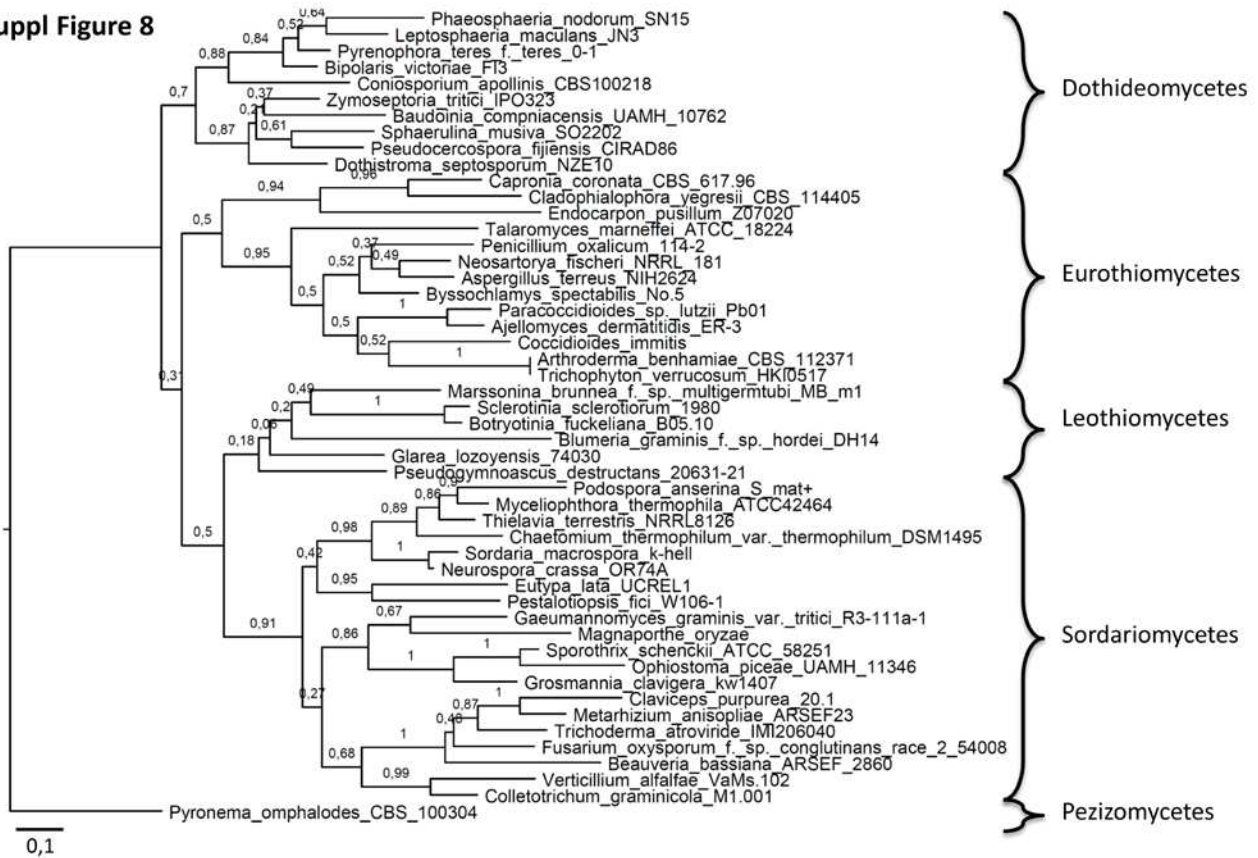 uppl Figure 8
0,64
Phaeosphaeria_nodorum_SN15
0,52
Leptosphaeria_maculans_JN3
0,84
Pyrenophora_teres_f._teres_0-1
0,88
Bipolaris_victoriae_FI3
Coniosporium_apollinis_CBS100218
0,7
0,37
Zymoseptoria_tritici_IPO323
Baudoinia_compniacensis_UAMH_10762
0,87
0,61
Sphaerulina_musiva_SO2202
Pseudocercospora_fijiensis_CIRAD86
Dothistroma_septosporum_NZE10
Dothideomycetes
0,94
0,96
Capronia_coronata_CBS_617.96
Cladophialophora_yegresii_CBS_114405
Endocarpon_pusillum_Z07020
0,5
Talaromyces_marneffei_ATCC_18224
0,95
0,37
Penicillium_oxalicum_114-2
0,52
0,49
Neosartorya_fischeri_NRRL_181
Aspergillus_terreus_NIH2624
0,5
Byssochlamys_spectabilis_No.5
1
Paracoccidioides_sp._lutzii_Pb01
0,5
Ajellomyces_dermatitidis_ER-3
0,52
Coccidioides_immitis
1
Arthroderma_benhamiae_CBS_112371
Trichophyton_verrucosum_HKI0517
Eurothiomycetes
0,31
0,49
Marssonina_brunnea_f._sp._multigermtubi_MB_m1
0,2
1
Sclerotinia_sclerotiorum_1980
Botryotinia_fuckeliana_B05.10
0,06
0,18
Blumeria_graminis_f._sp._hordei_DH14
Glarea_lozoyensis_74030
Pseudogymnoascus_destructans_20631-21
Leothiomycetes
0,5
0,9
Podospora_anserina_S_mat+
0,86
Myceliophthora_thermophila_ATCC42464
0,89
Thielavia_terrestris_NRRL8126
0,98
Chaetomium_thermophilum_var._thermophilum_DSM1495
1
Sordaria_macrospora_k-hell
0,42
Neurospora_crassa_OR74A
0,95
Eutypa_lata_UCREL1
Pestalotiopsis_fici_W106-1
0,91
0,67
Gaeumannomyces_graminis_var._tritici_R3-111a-1
0,86
Magnaporthe_oryzae
1
Sporothrix_schenckii_ATCC_58251
1
Ophiostoma_piceae_UAMH_11346
Grosmannia_clavigera_kw1407
0,27
1
Claviceps_purpurea_20.1
0,87
Metarhizium_anisopliae_ARSEF23
0,48
Trichoderma_atroviride_IMI206040
1
Fusarium_oxysporum_f._sp._conglutinans_race_2_54008
0,68
Beauveria_bassiana_ARSEF_2860
0,99
Verticillium_alfalfae_VaMs.102
Colletotrichum_graminicola_M1.001
Sordariomycetes
Pyronema_omphalodes_CBS_100304
Pezizomycetes
0,1